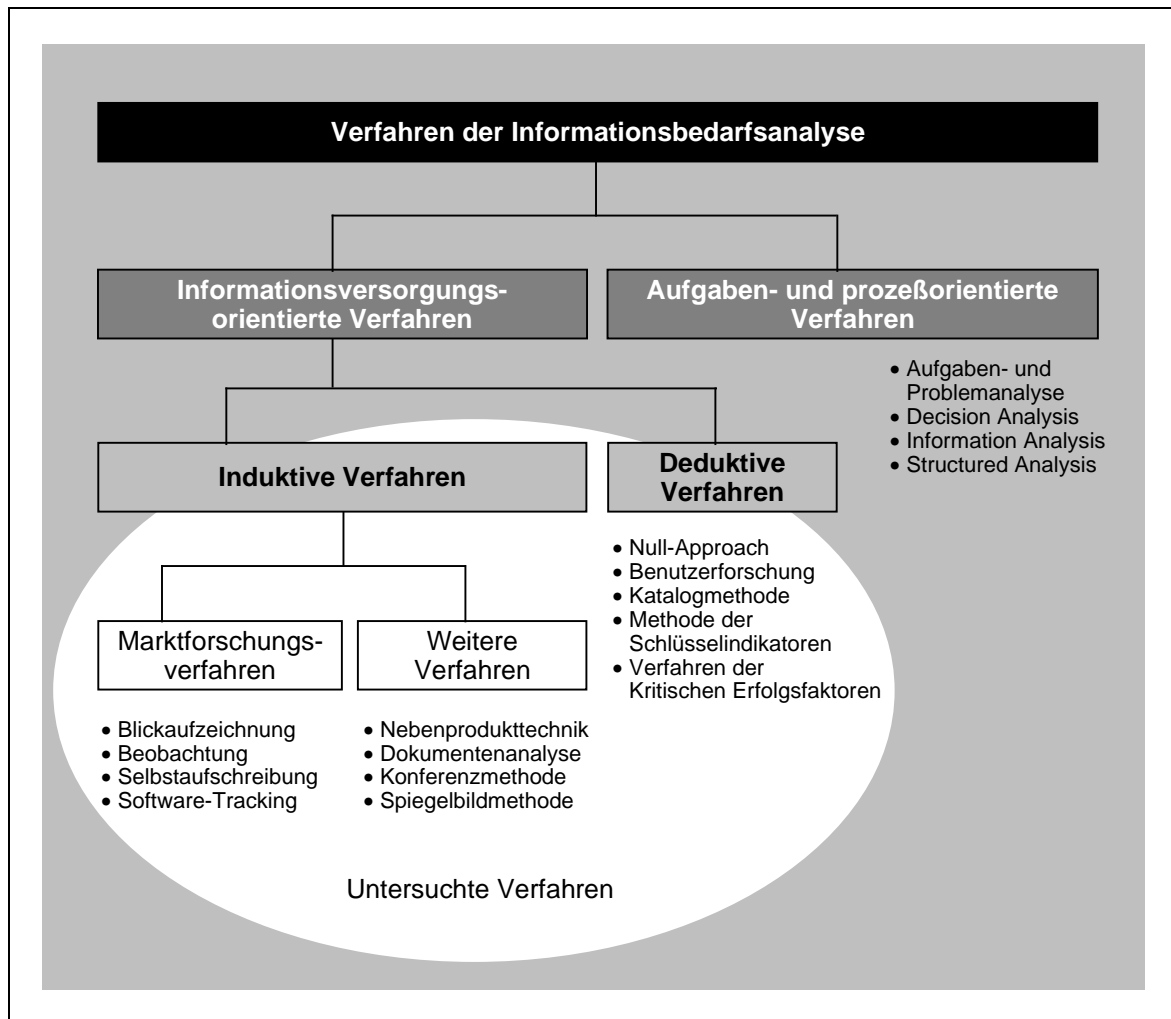 Verfahren der Informationsbedarfsanalyse
Informationsversorgungs-
orientierte Verfahren
Aufgaben- und prozeßorientierte
Verfahren
• Aufgaben- und
Problemanalyse
• Decision Analysis
• Information Analysis
• Structured Analysis
Induktive Verfahren
Deduktive
Verfahren
• Null-Approach
• Benutzerforschung
• Katalogmethode
• Methode der
Schlüsselindikatoren
• Verfahren der
Kritischen Erfolgsfaktoren
Marktforschungs-
verfahren
Weitere
Verfahren
• Blickaufzeichnung
• Beobachtung
• Selbstaufschreibung
• Software-Tracking
• Nebenprodukttechnik
• Dokumentenanalyse
• Konferenzmethode
• Spiegelbildmethode
Untersuchte Verfahren